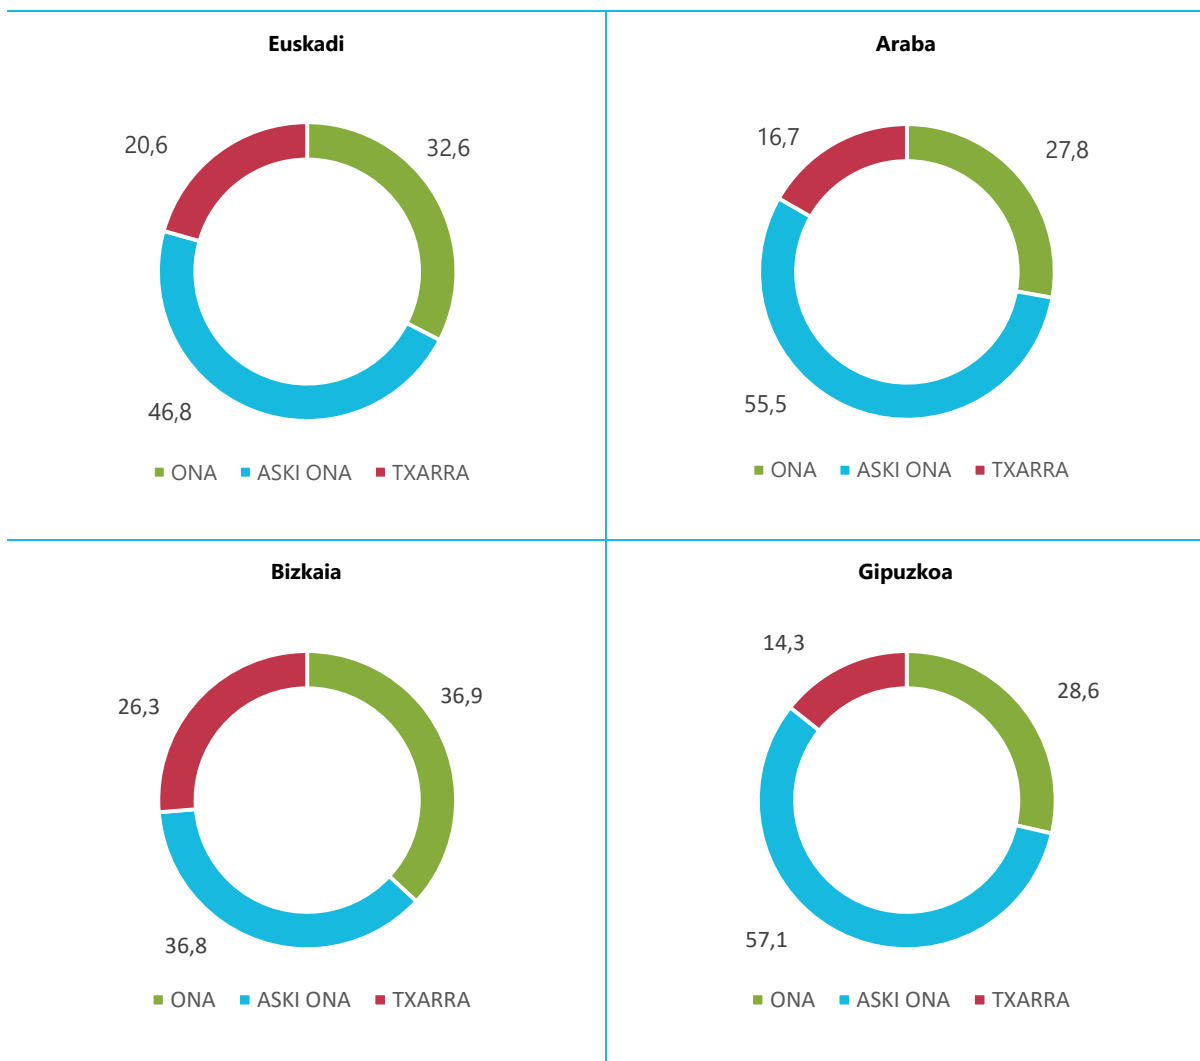 Euskadi
20,6
32,6
46,8
ONA ASKI ONA TXARRA
Araba
16,7
27,8
55,5
ONA ASKI ONA TXARRA
Bizkaia
26,3
36,9
36,8
ONA ASKI ONA TXARRA
Gipuzkoa
14,3
28,6
57,1
ONA ASKI ONA TXARRA